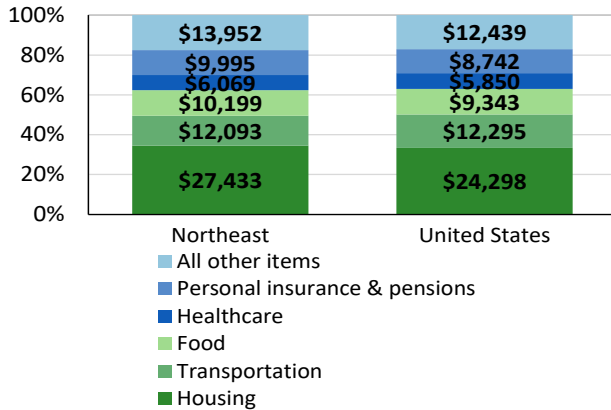 100%
80%
60%
40%
20%
0%
$13,952
$9,995
$6,069
$10,199
$12,093
$27,433
$12,439
$8,742
$5,850
$9,343
$12,295
$24,298
Northeast
United States
All other items
Personal insurance & pensions
Healthcare
Food
Transportation
Housing